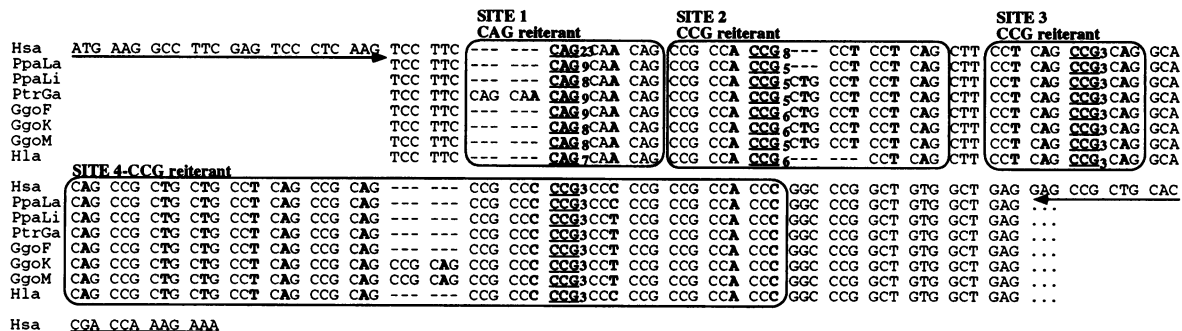 SITE 1 SITE 2 SITE 3
CAG reiterant CCG reiterant CCG reiterant
Hsa ATG AAG GCC TTC GAG TCC CTC AAG TCC TTC --- --- CAG23CAA CAG CCG CCA CCG8--- CCT CCT CAG CTT CCT CAG CCG3CAG GCA
PpaLa TCC TTC --- --- CAG9CAA CAG CCG CCA CCG5--- CCT CCT CAG CTT CCT CAG CCG3CAG GCA
PpaLi TCC TTC --- --- CAG8CAA CAG CCG CCA CCG5CTG CCT CCT CAG CTT CCT CAG CCG3CAG GCA
PtrGa TCC TTC CAG CAA CAG9CAA CAG CCG CCA CCG5CTG CCT CCT CAG CTT CCT CAG CCG3CAG GCA
GgoF TCC TTC --- --- CAG9CAA CAG CCG CCA CCG6CTG CCT CCT CAG CTT CCT CAG CCG3CAG GCA
GgoK TCC TTC --- --- CAG8CAA CAG CCG CCA CCG6CTG CCT CCT CAG CTT CCT CAG CCG3CAG GCA
GgoM TCC TTC --- --- CAG8CAA CAG CCG CCA CCG5CTG CCT CCT CAG CTT CCT CAG CCG3CAG GCA
Hla TCC TTC --- --- CAG7CAA CAG CCG CCA CCG6--- --- CCT CAG CTT CCT CAG CCG3CAG GCA
SITE 4-CCG reiterant
Hsa CAG CCG CTG CTG CCT CAG CCG CAG --- --- CCG CCC CCG3CCC CCG CCG CCA CCC GGC CCG GCT GTG GCT GAG GAG CCG CTG CAC
PpaLa CAG CCG CTG CTG CCT CAG CCG CAG --- --- CCG CCC CCG3CCC CCG CCG CCA CCC GGC CCG GCT GTG GCT GAG ...
PpaLi CAG CCG CTG CTG CCT CAG CCG CAG --- --- CCG CCC CCG3CCT CCG CCG CCA CCC GGC CCG GCT GTG GCT GAG ...
PtrGa CAG CCG CTG CTG CCT CAG CCG CAG --- --- CCG CCC CCG3CCT CCG CCG CCA CCC GGC CCG GCT GTG GCT GAG ...
GgoF CAG CCG CTG CTG CCT CAG CCG CAG --- --- CCG CCC CCG3CCT CCG CCG CCA CCC GGC CCG GCT GTG GCT GAG ...
GgoK CAG CCG CTG CTG CCT CAG CCG CAG CCG CAG CCG CCC CCG3CCT CCG CCG CCA CCC GGC CCG GCT GTG GCT GAG ...
GgoM CAG CCG CTG CTG CCT CAG CCG CAG CCG CAG CCG CCC CCG3CCT CCG CCG CCA CCC GGC CCG GCT GTG GCT GAG ...
Hla CAG CCG CTG CTG CCT CAG CCG CAG --- --- CCG CCC CCG3CCC CCG CCG CCA CCC GGC CCG GCT GTG GCT GAG ...
Hsa CGA CCA AAG AAA